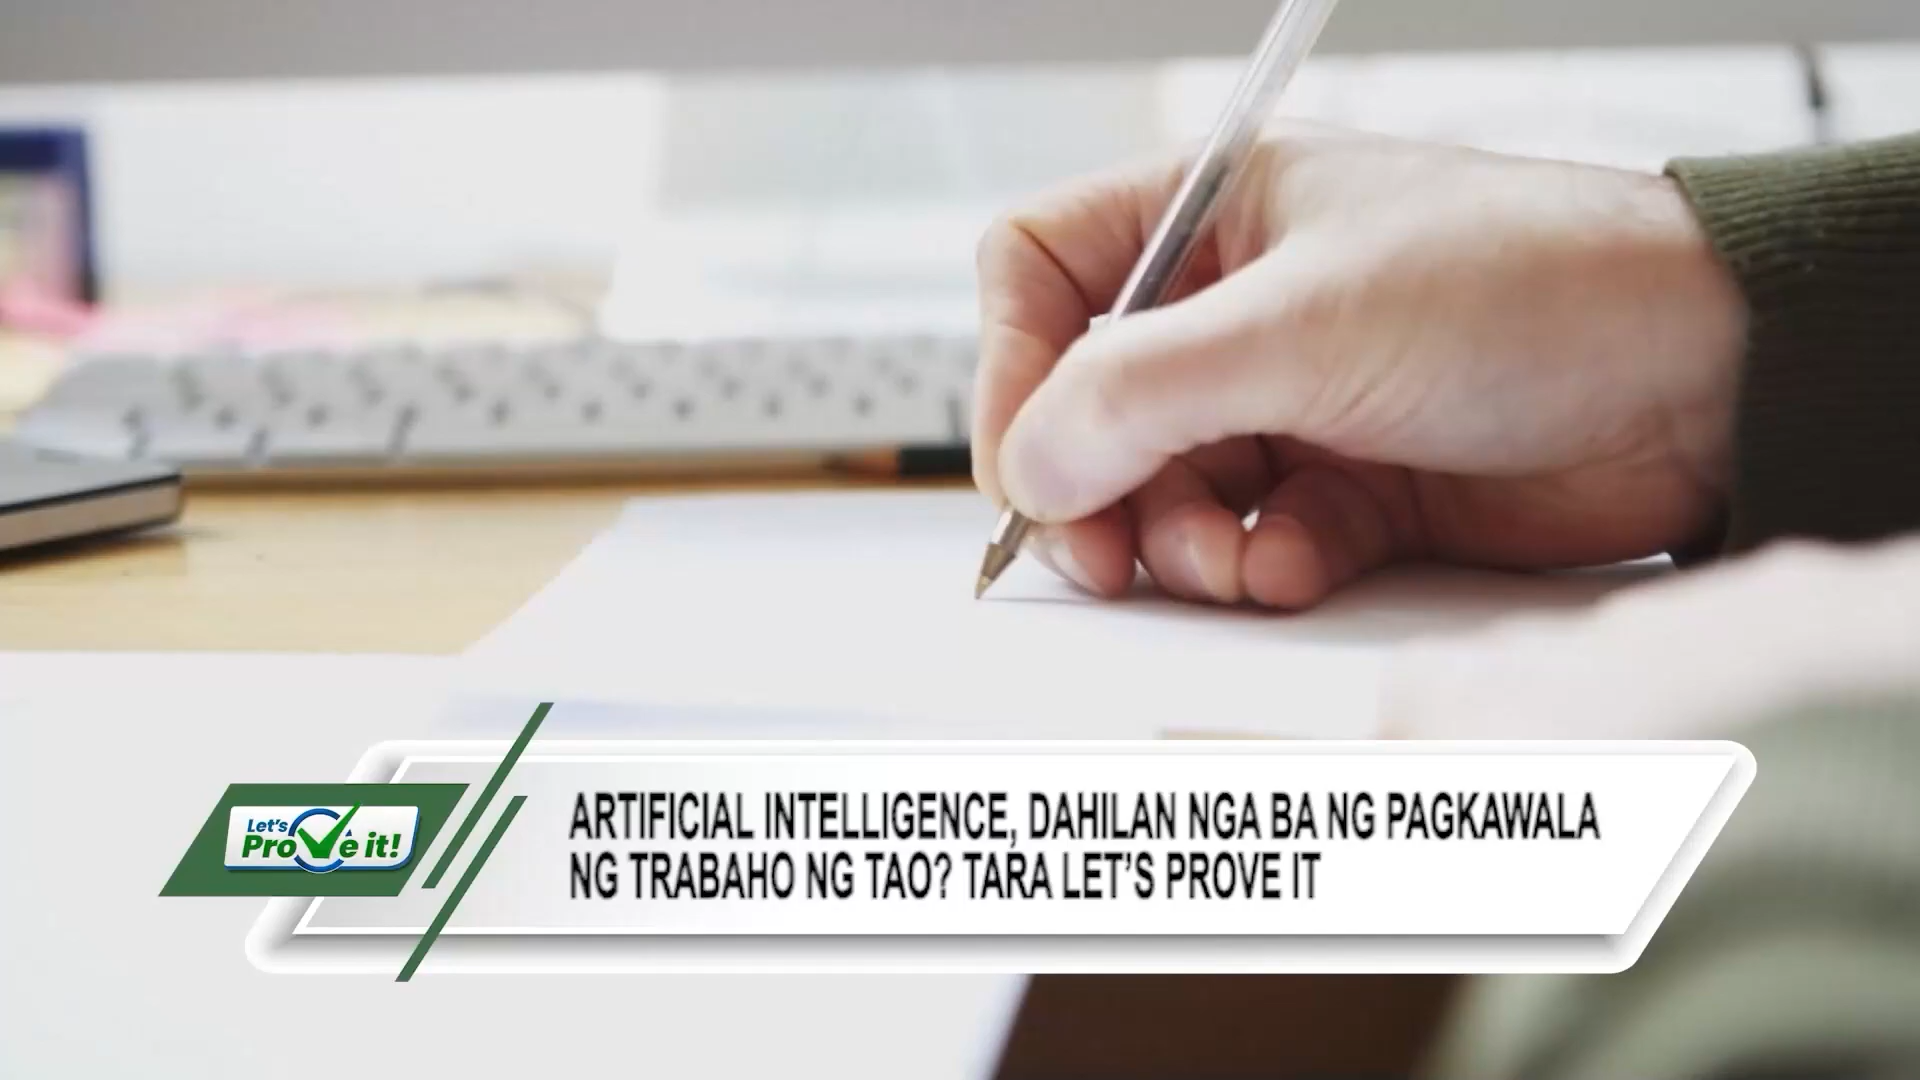 Let's
Prove it!
ARTIFICIAL INTELLIGENCE, DAHILAN NGA BA NG PAGKAWALA
NG TRABAHO NG TAO? TARA LET'S PROVE IT